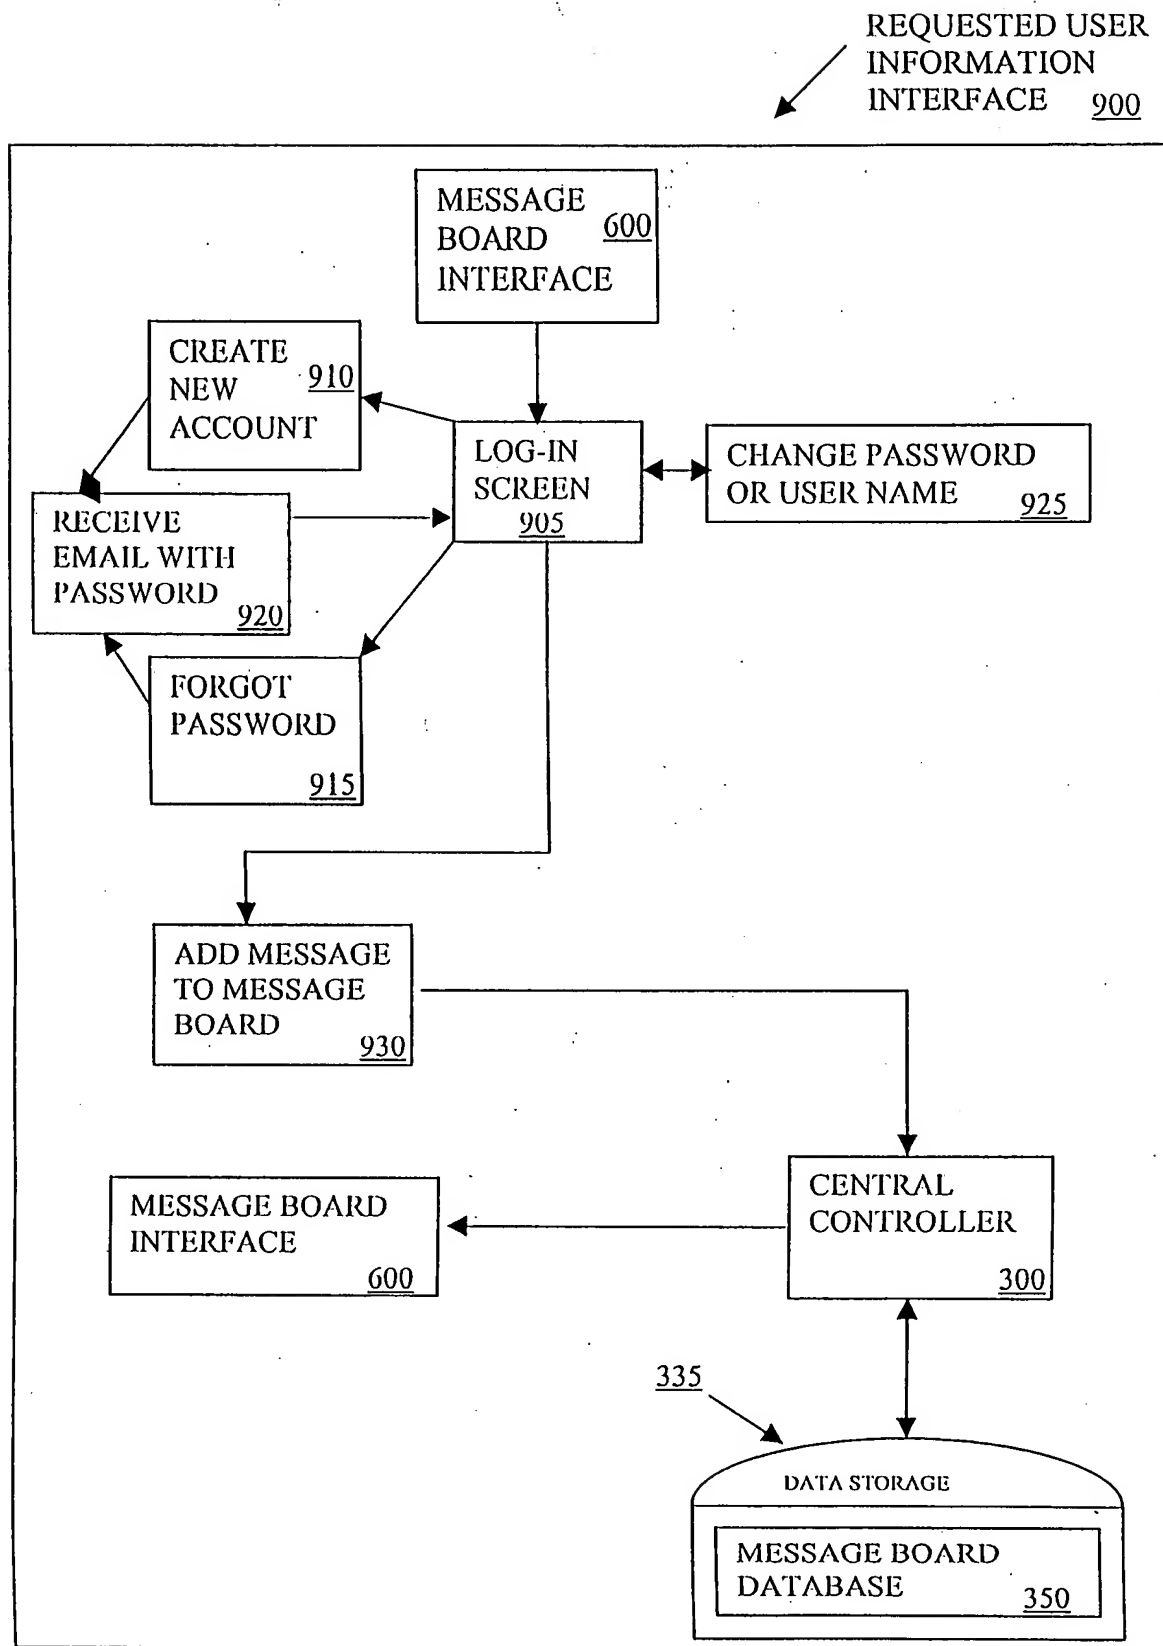 REQUESTED USER
INFORMATION
INTERFACE 900
MESSAGE
BOARD 600
INTERFACE
CREATE
NEW 910
ACCOUNT
LOG-IN
SCREEN
905
CHANGE PASSWORD
OR USER NAME 925
RECEIVE
EMAIL WITH
PASSWORD 920
FORGOT
PASSWORD
915
ADD MESSAGE
TO MESSAGE
BOARD 930
CENTRAL
CONTROLLER
300
MESSAGE BOARD
INTERFACE
600
335
DATA STORAGE
MESSAGE BOARD
DATABASE 350